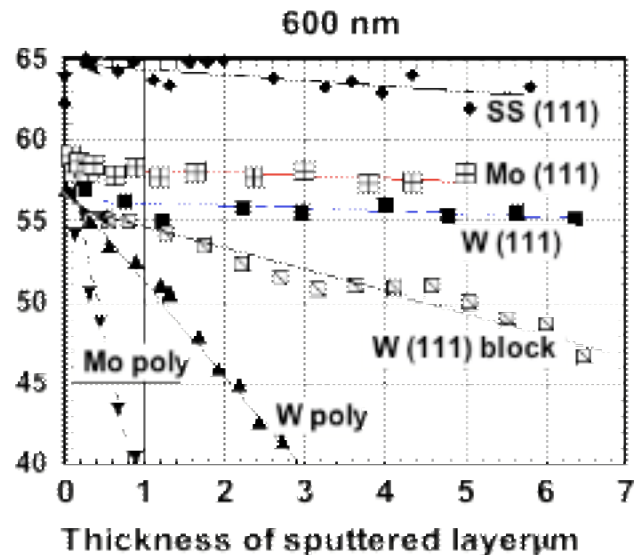 600 nm
65
SS (111)
60
Mo (111)
55
W (111)
50
W (111) block
Mo poly
45
W poly
40
0 1 2 3 4 5 6 7
Thickness of sputtered layerµm